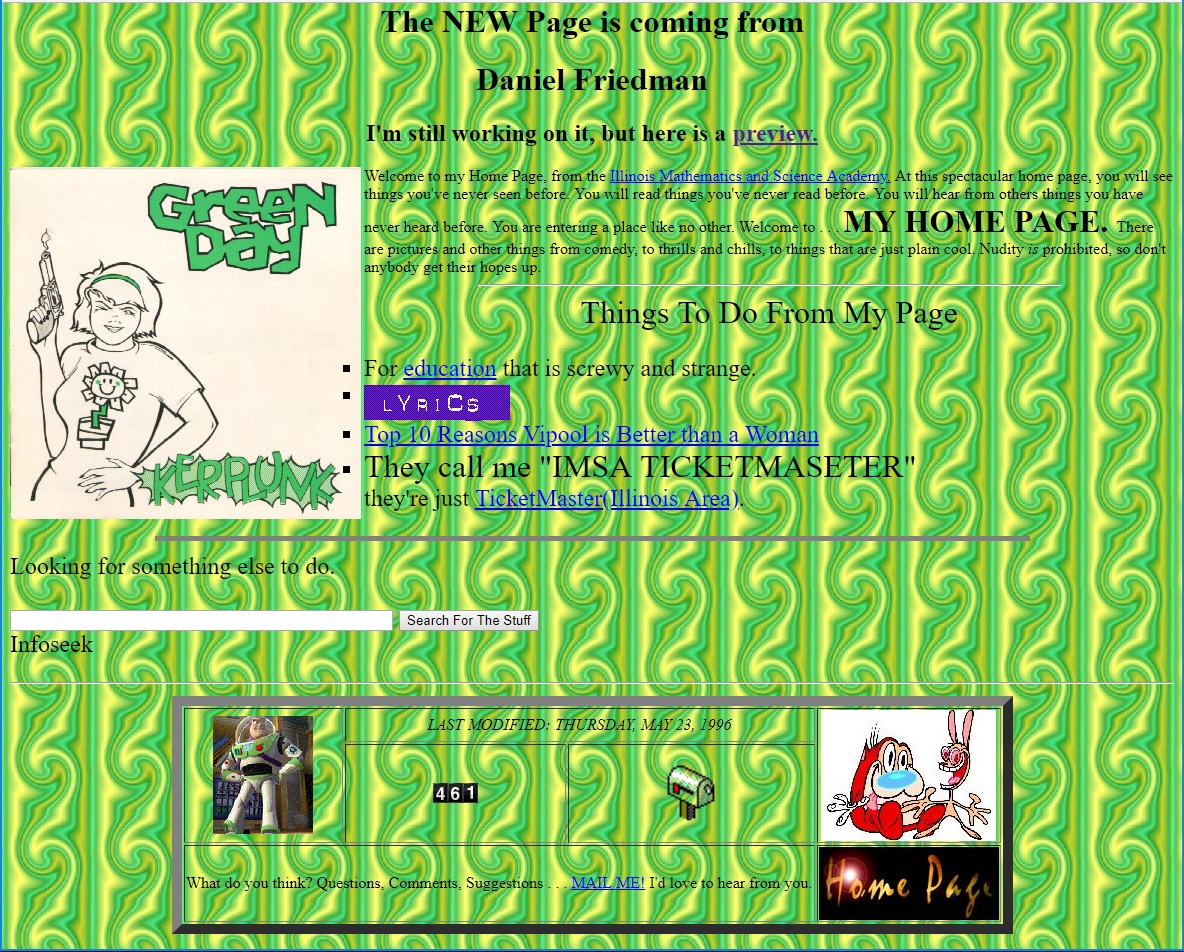 The NEW Page is coming from
Daniel Friedman
I'm still working on it, but here is a preview.
GREEN
DAY
KERPLUNK
Welcome to my Home Page, from the Illinois Mathematics and Science Academy. At this spectacular home page, you will see
things you've never seen before. You will read things you've never read before. You will hear from others things you have
never heard before. You are entering a place like no other. Welcome to . . . MY HOME PAGE. There
are pictures and other things from comedy, to thrills and chills, to things that are just plain cool. Nudity is prohibited, so don't
anybody get their hopes up.
Things To Do From My Page
For education that is screwy and strange.
LYRiCs
Top 10 Reasons Vipool is Better than a Woman
They call me "IMSA TICKETMASETER"
they're just TicketMaster(Illinois Area).
Looking for something else to do.
Search For The Stuff
Infoseek
LAST MODIFIED: THURSDAY, MAY 23, 1996
461
What do you think? Questions, Comments, Suggestions . . . MAIL ME! I'd love to hear from you.
Home Page